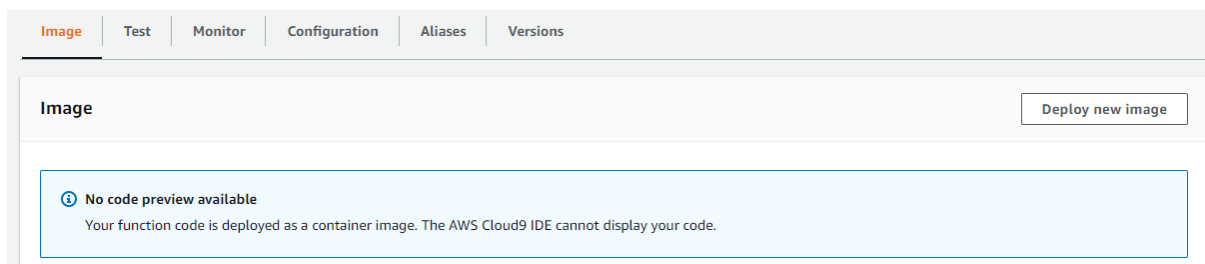 Image Test Monitor Configuration Aliases Versions
Image
Deploy new image
No code preview available
Your function code is deployed as a container image. The AWS Cloud9 IDE cannot display your code.